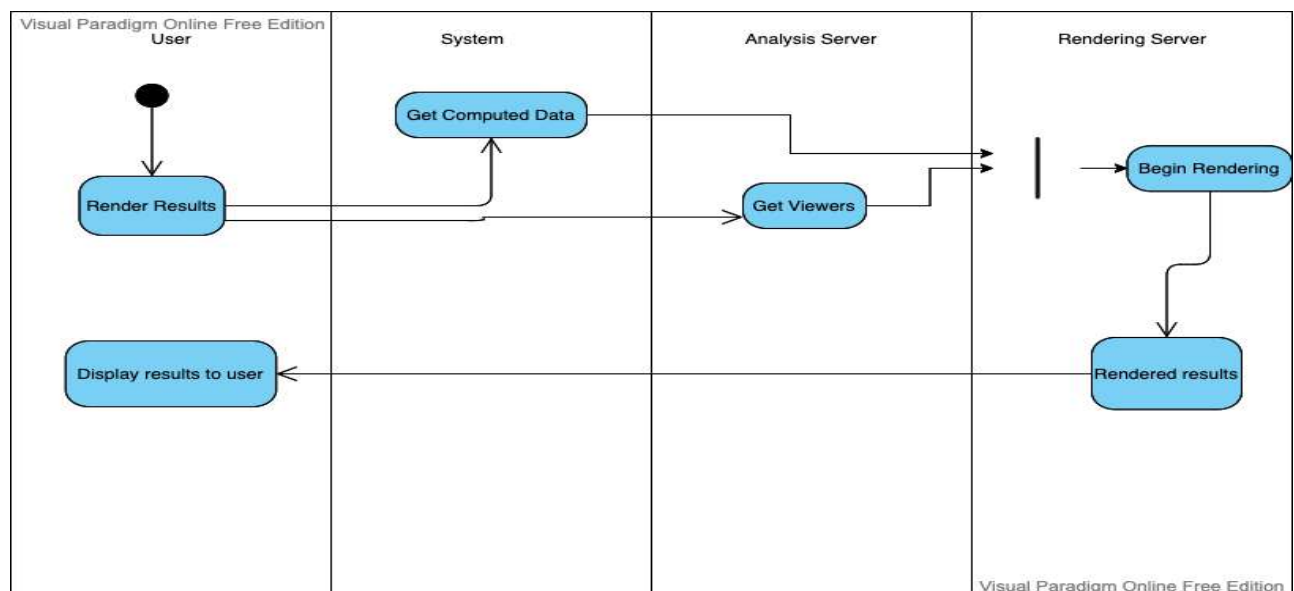 Visual Paradigm Online Free Edition
User
System
Analysis Server
Rendering Server
Get Computed Data
Begin Rendering
Render Results
Get Viewers
Display results to user
Rendered results
Visual Paradigm Online Free Edition